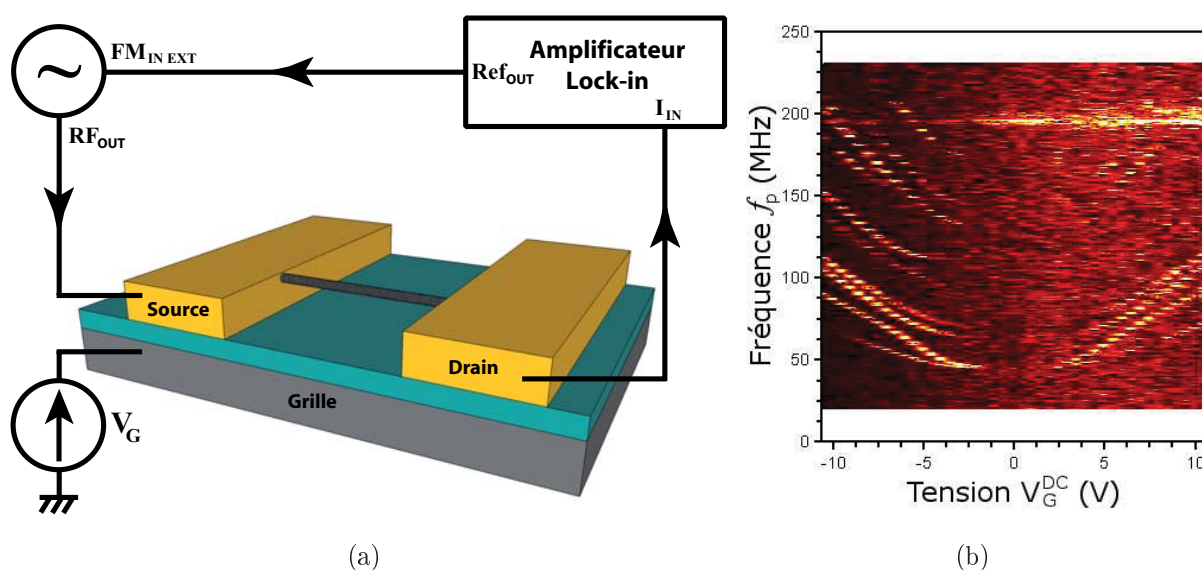 FM_IN EXT
Ref_OUT
Amplificateur
Lock-in
I_IN
RF_OUT
Source
Drain
Grille
V_G
(a)
250
200
150
100
50
0
Fréquence f_p (MHz)
-10 -5 0 5 10
Tension V_G^DC (V)
(b)